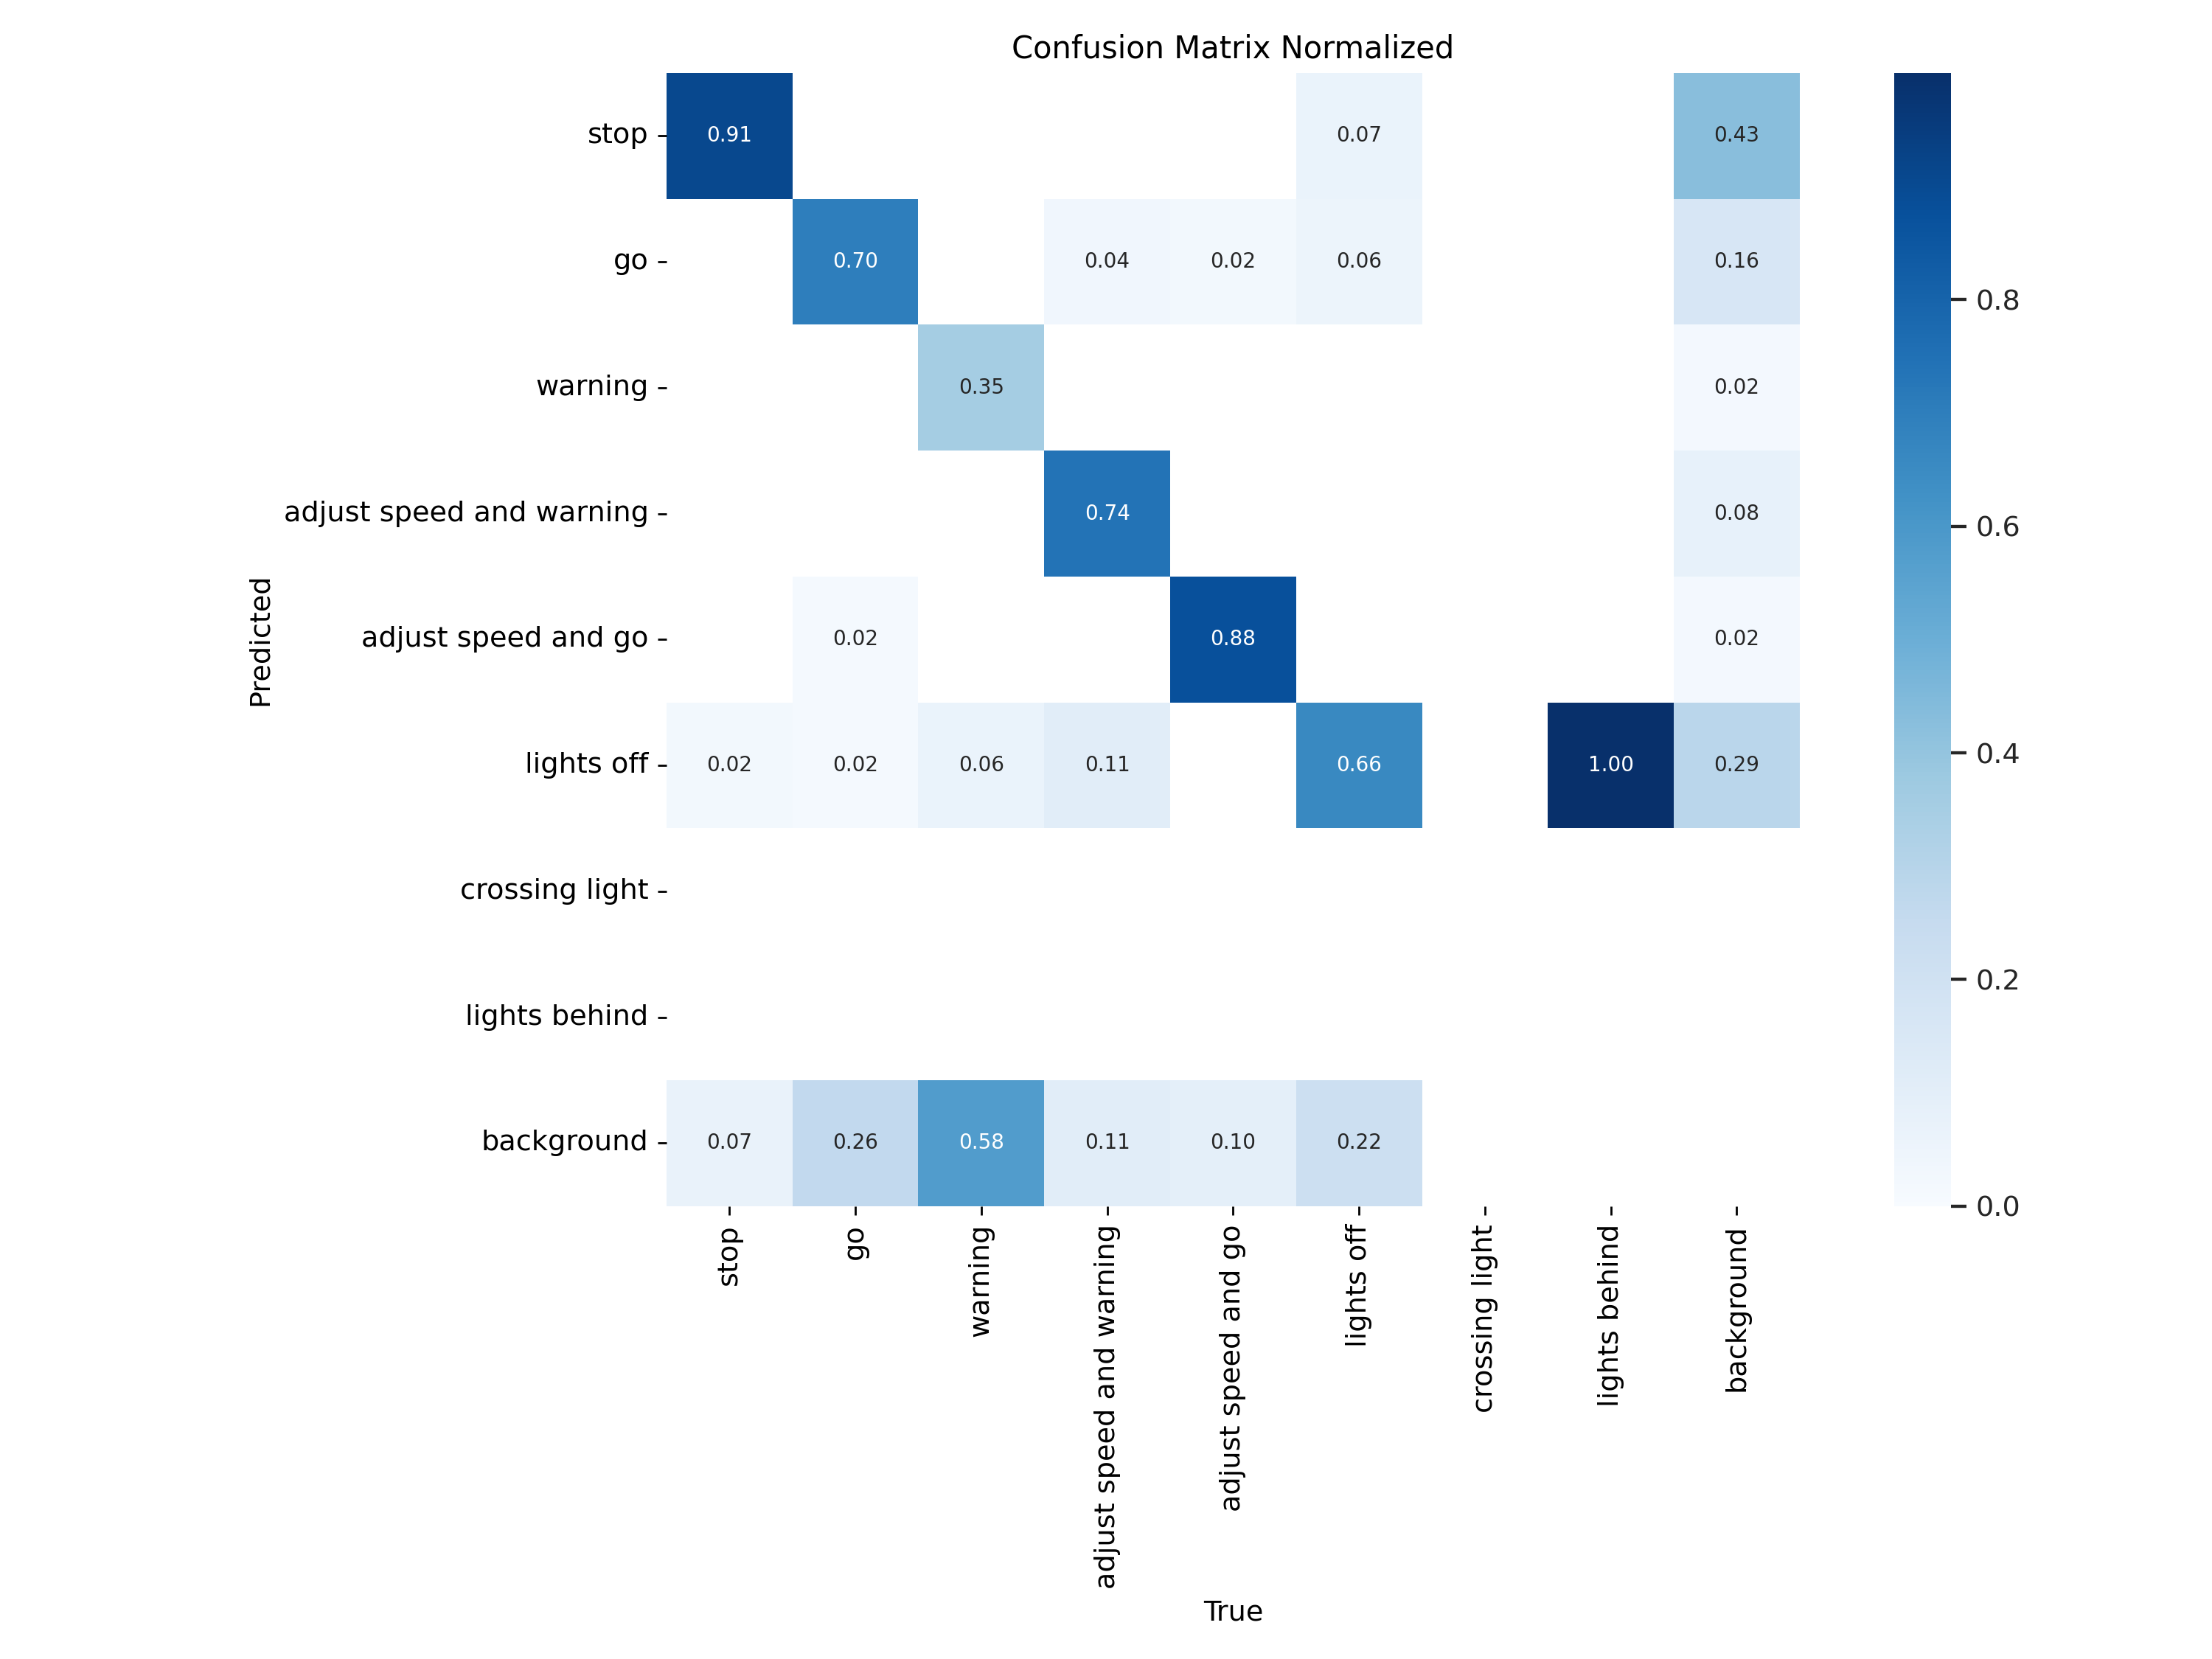 Confusion Matrix Normalized
stop 0.91 0.07 0.43
go 0.70 0.04 0.02 0.06 0.16
0.8
warning 0.35 0.02
adjust speed and warning 0.74 0.08
0.6
Predicted
adjust speed and go 0.02 0.88 0.02
lights off 0.02 0.02 0.06 0.11 0.66 1.00 0.29
0.4
crossing light
0.2
lights behind
background 0.07 0.26 0.58 0.11 0.10 0.22
0.0
stop
go
warning
adjust speed and warning
adjust speed and go
lights off
crossing light
lights behind
background
True